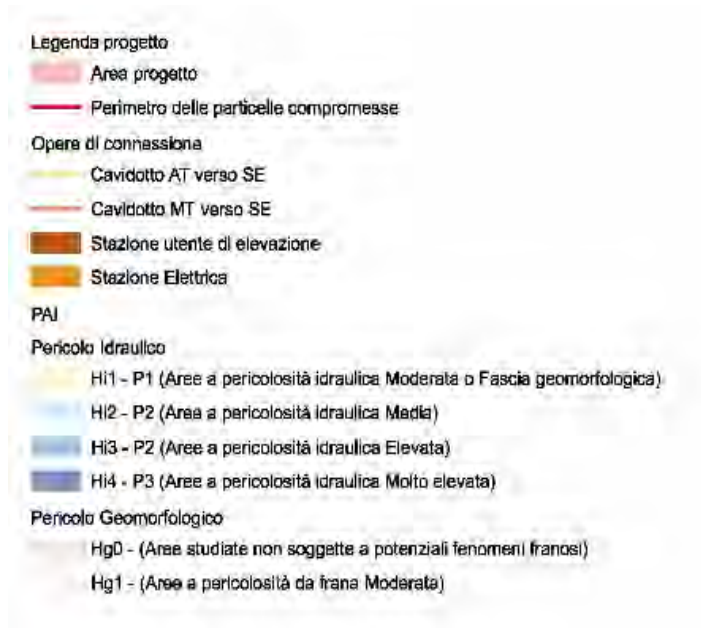 Legenda progetto
Area progetto
Perimetro delle particelle compromesse
Opere di connessione
Cavidotto AT verso SE
Cavidotto MT verso SE
Stazione utente di elevazione
Stazione Elettrica
PAI
Pericolo Idraulico
Hi1 - P1 (Aree a pericolosità idraulica Moderata o Fascia geomorfologica)
Hi2 - P2 (Aree a pericolosità idraulica Media)
Hi3 - P2 (Aree a pericolosità idraulica Elevata)
Hi4 - P3 (Aree a pericolosità idraulica Molto elevata)
Pericolo Geomorfologico
Hg0 - (Aree studiate non soggette a potenziali fenomeni franosi)
Hg1 - (Aree a pericolosità da frana Moderata)